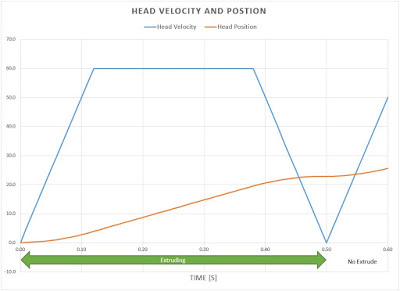 HEAD VELOCITY AND POSTION
Head Velocity Head Position
70.0
60.0
50.0
40.0
30.0
20.0
10.0
0.0
-10.0
0.00 0.10 0.20 0.30 0.40 0.50 0.60
Extruding
No Extrude
TIME [S]